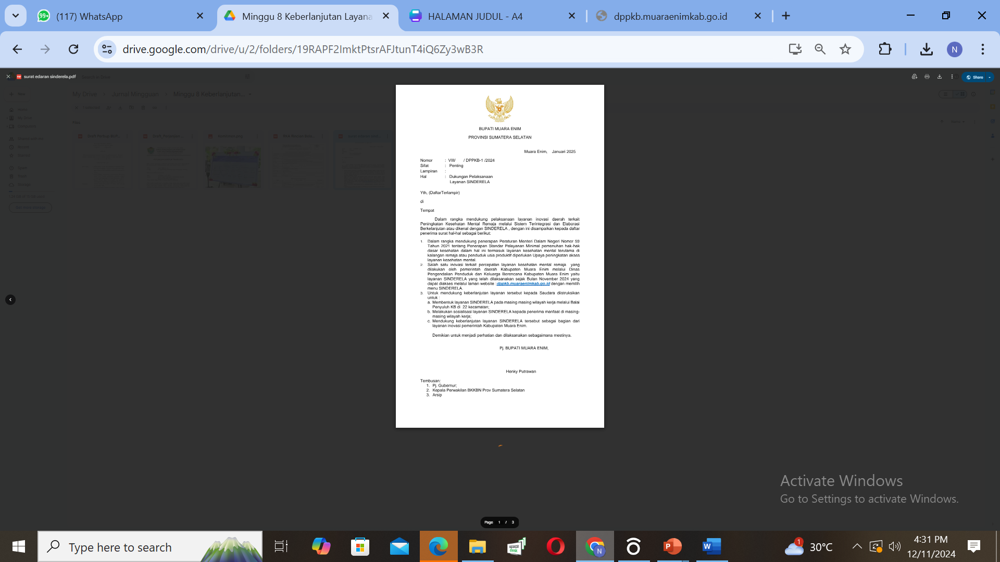 (117) WhatsApp
Minggu 8 Keberlanjutan Layana
HALAMAN JUDUL - A4
dppkb.muaraenimkab.go.id
drive.google.com/drive/u/2/folders/19RAPF2ImktPtsrAFJtunT4iQ6Zy3wB3R
N
surat edaran sinderela.pdf
Share
My Drive
Jurnal Mingguan
Minggu 8 Keberlanjutan...
BUPATI MUARA ENIM
PROVINSI SUMATERA SELATAN
Muara Enim, Januari 2025
Nomor : VIII/ / DPPKB-1 /2024
Sifat : Penting
Lampiran :
Hal : Dukungan Pelaksanaan
Layanan SINDERELA
Yth, (DaftarTerlampir)
di
Tempat
Dalam rangka mendukung pelaksanaan layanan inovasi daerah terkait
Peningkatan Kesehatan Mental Remaja melalui Sistem Terintegrasi dan Elaborasi
Berkelanjutan atau dikenal dengan SINDERELA , dengan ini disampaikan kepada daftar
penerima surat hal-hal sebagai berikut:
1. Dalam rangka mendukung penerapan Peraturan Menteri Dalam Negeri Nomor 59
Tahun 2021 tentang Penerapan Standar Pelayanan Minimal pemenuhan hak-hak
dasar kesehatan dalam hal ini termasuk layanan kesehatan mental terutama di
kalangan remaja atau penduduk usia produktif diperlukan Upaya peningkatan akses
layanan kesehatan mental.
2. Salah satu inovasi terkait percepatan layanan kesehatan mental remaja yang
dilakukan oleh pemerintah daerah Kabupaten Muara Enim melalui Dinas
Pengendalian Penduduk dan Keluarga Berencana Kabupaten Muara Enim yaitu
layanan SINDERELA yang telah dilaksanakan sejak Bulan November 2024 yang
dapat diakses melalui laman website : dppkb.muaraenimkab.go.id dengan memilih
menu SINDERELA.
3. Untuk mendukung keberlanjutan layanan tersebut kepada Saudara diistruksikan
untuk :
a. Membentuk layanan SINDERELA pada masing masing wilayah kerja melalui Balai
Penyuluh KB di 22 kecamatan;
b. Melakukan sosialisasi layanan SINDERELA kepada penerima manfaat di masing-
masing wilayah kerja;
c. Mendukung keberlanjutan layanan SINDERELA tersebut sebagai bagian dari
layanan inovasi pemerintah Kabupaten Muara Enim.
Demikian untuk menjadi perhatian dan dilaksanakan sebagaimana mestinya.
Pj. BUPATI MUARA ENIM,
Henky Putrawan
Tembusan:
1. Pj. Gubernur;
2. Kepala Perwakilan BKKBN Prov Sumatera Selatan
3. Arsip
Page 1 / 3
Activate Windows
Go to Settings to activate Windows.
Type here to search
30°C
4:31 PM
12/11/2024